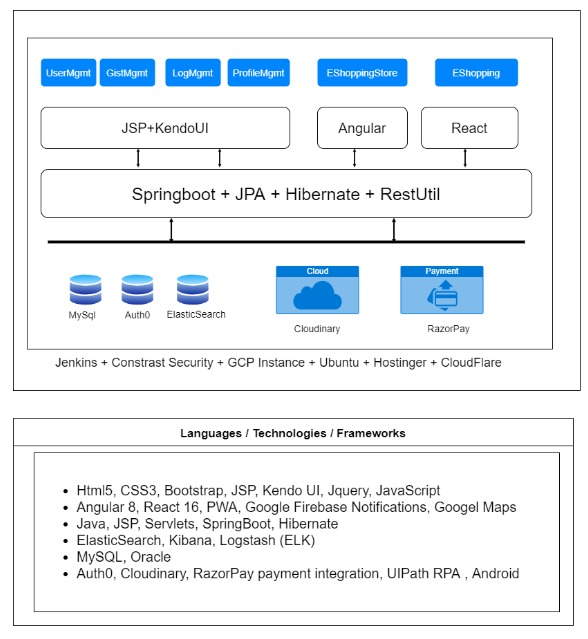 UserMgmt GistMgmt LogMgmt ProfileMgmt EShoppingStore EShopping
JSP+KendoUI Angular React
Springboot + JPA + Hibernate + RestUtil
Cloud Payment
MySql Auth0 ElasticSearch Cloudinary RazorPay
Jenkins + Constrast Security + GCP Instance + Ubuntu + Hostinger + CloudFlare
Languages / Technologies / Frameworks
• Html5, CSS3, Bootstrap, JSP, Kendo UI, Jquery, JavaScript
• Angular 8, React 16, PWA, Google Firebase Notifications, Googel Maps
• Java, JSP, Servlets, SpringBoot, Hibernate
• ElasticSearch, Kibana, Logstash (ELK)
• MySQL, Oracle
• Auth0, Cloudinary, RazorPay payment integration, UIPath RPA , Android